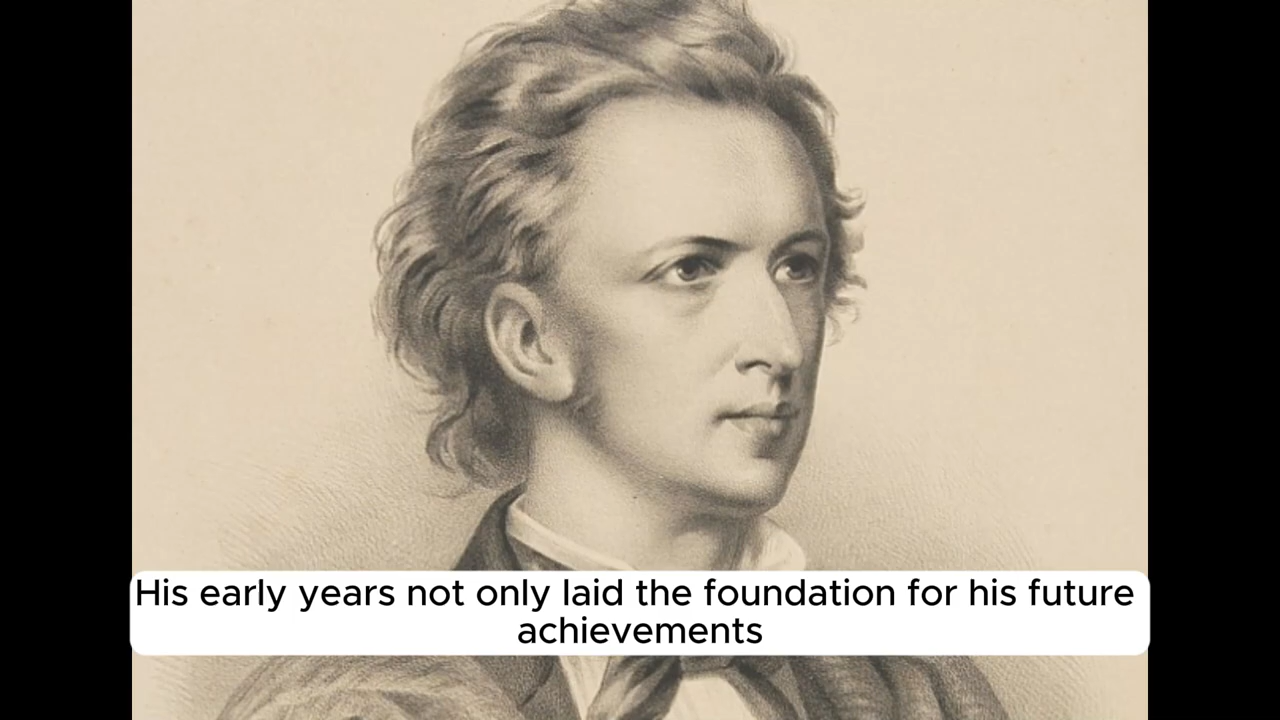 His early years not only laid the foundation for his future
achievements